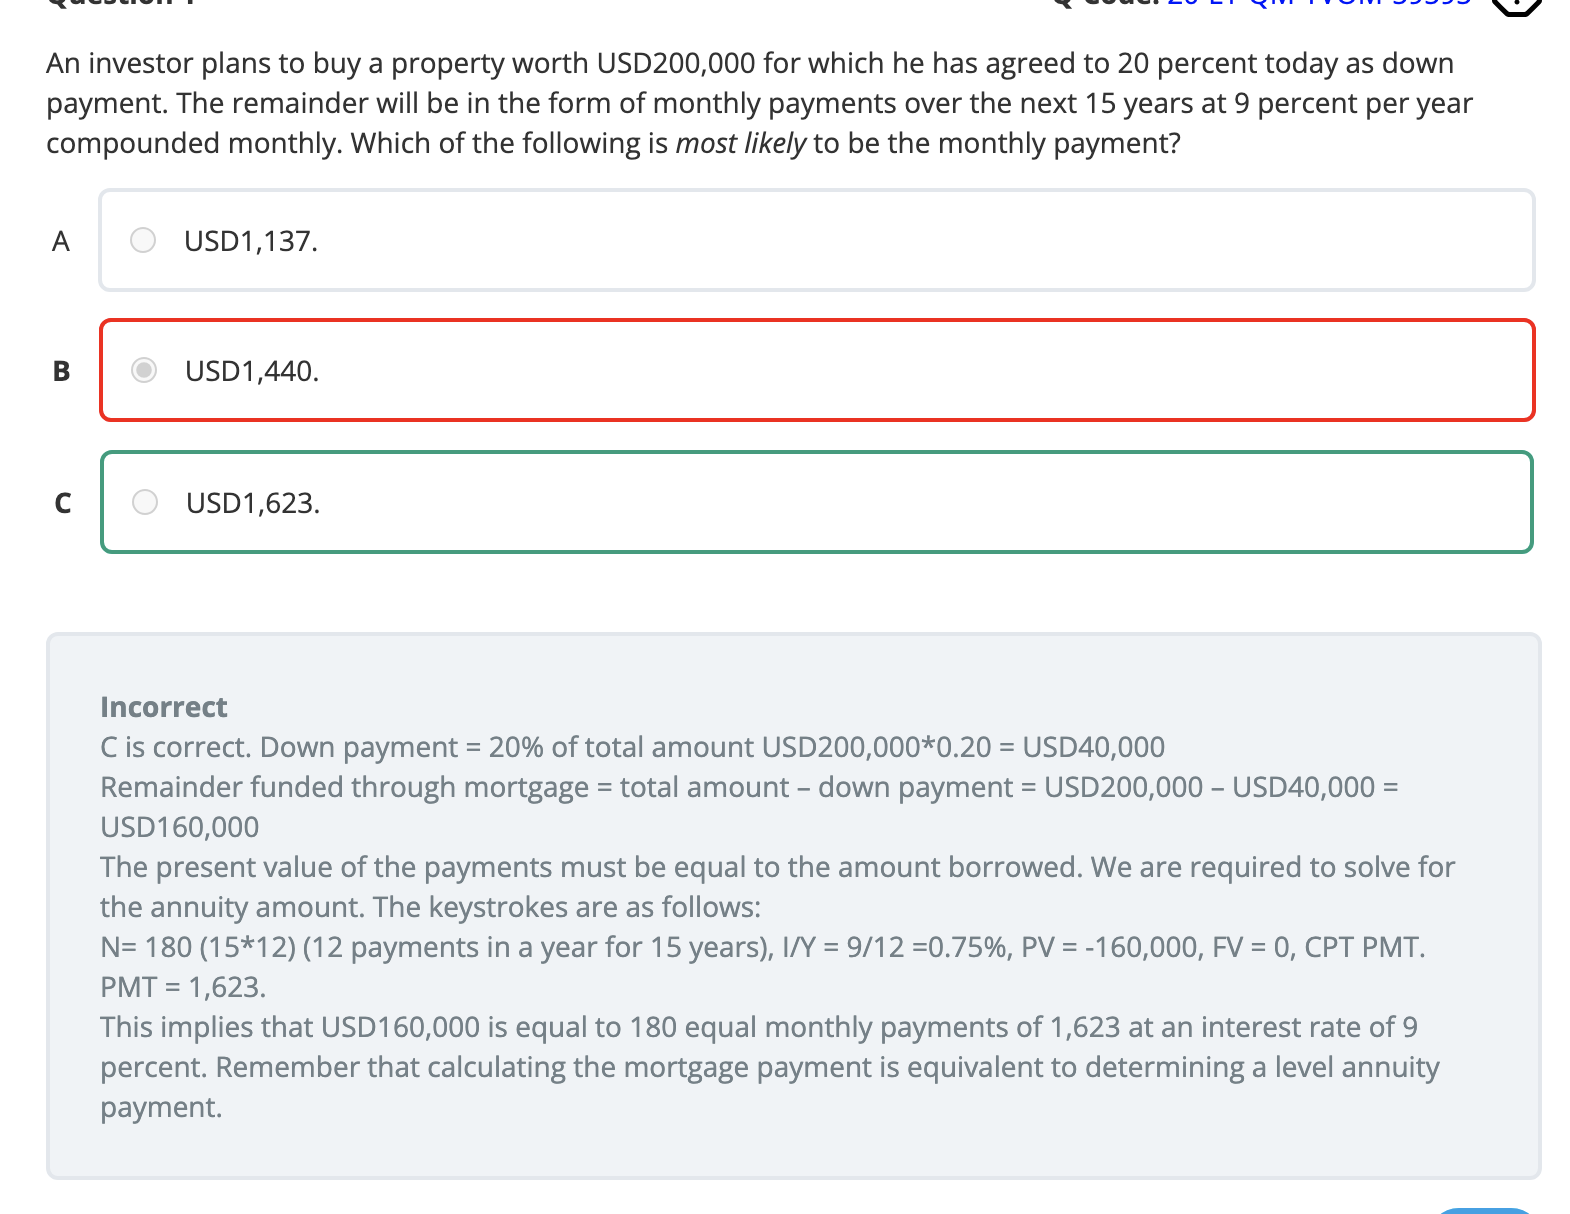 An investor plans to buy a property worth USD200,000 for which he has agreed to 20 percent today as down
payment. The remainder will be in the form of monthly payments over the next 15 years at 9 percent per year
compounded monthly. Which of the following is most likely to be the monthly payment?
A USD1,137.
B USD1,440.
C USD1,623.
Incorrect
C is correct. Down payment = 20% of total amount USD200,000*0.20 = USD40,000
Remainder funded through mortgage = total amount – down payment = USD200,000 – USD40,000 =
USD160,000
The present value of the payments must be equal to the amount borrowed. We are required to solve for
the annuity amount. The keystrokes are as follows:
N= 180 (15*12) (12 payments in a year for 15 years), I/Y = 9/12 =0.75%, PV = -160,000, FV = 0, CPT PMT.
PMT = 1,623.
This implies that USD160,000 is equal to 180 equal monthly payments of 1,623 at an interest rate of 9
percent. Remember that calculating the mortgage payment is equivalent to determining a level annuity
payment.